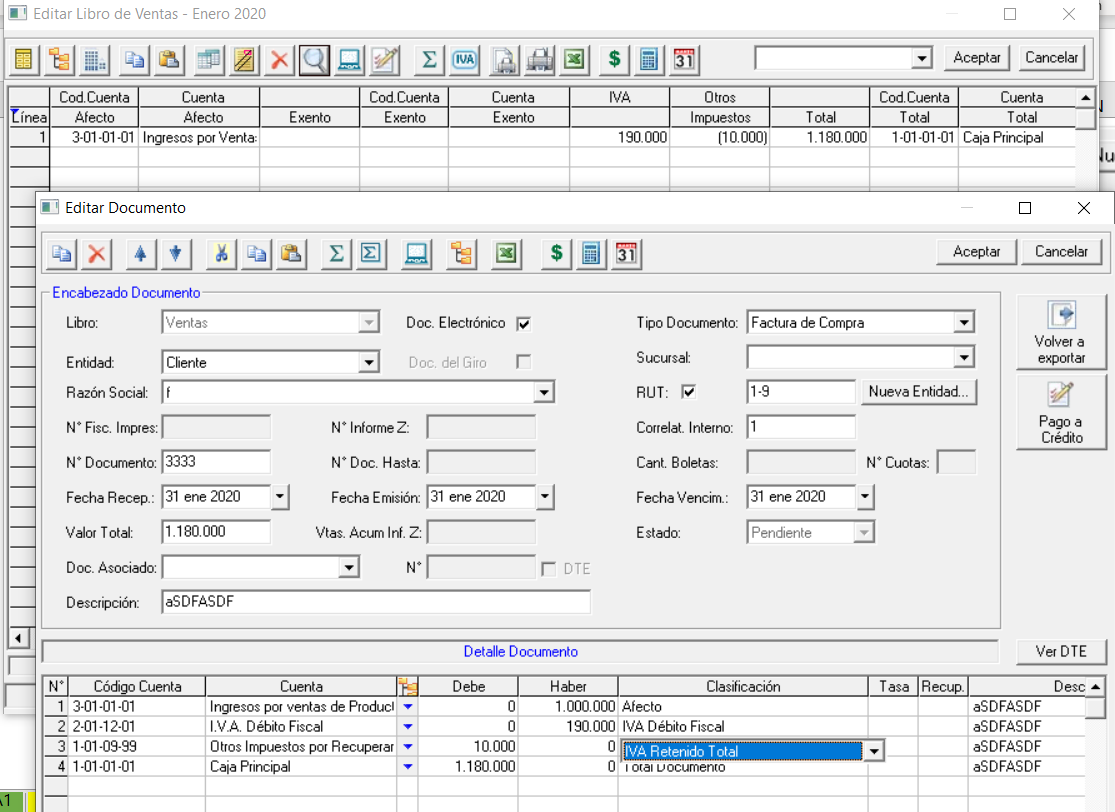 Editar Libro de Ventas - Enero 2020
IVA
31
Aceptar
Cancelar
Cod.Cuenta Cuenta Cod.Cuenta Cuenta IVA Otros Cod.Cuenta Cuenta
Línea Afecto Afecto Exento Exento Exento Impuestos Total Total Total
1 3-01-01-01 Ingresos por Venta: 190.000 (10.000) 1.180.000 1-01-01-01 Caja Principal
Editar Documento
31
Aceptar
Cancelar
Encabezado Documento
Libro: Ventas Doc. Electrónico Tipo Documento: Factura de Compra
Entidad: Cliente Doc. del Giro Sucursal:
Razón Social: f RUT: 1-9 Nueva Entidad...
N° Fisc. Impres: N° Informe Z: Correlat. Interno: 1
N° Documento: 3333 N° Doc. Hasta: Cant. Boletas: N° Cuotas:
Fecha Recep.: 31 ene 2020 Fecha Emisión: 31 ene 2020 Fecha Vencim.: 31 ene 2020
Valor Total: 1.180.000 Vtas. Acum Inf. Z: Estado: Pendiente
Doc. Asociado: N° DTE
Descripción: aSDFASDF
Volver a
exportar
Pago a
Crédito
Detalle Documento
Ver DTE
N° Código Cuenta Cuenta Debe Haber Clasificación Tasa Recup. Desc
1 3-01-01-01 Ingresos por ventas de Produci 0 1.000.000 Afecto aSDFASDF
2 2-01-12-01 I.V.A. Débito Fiscal 0 190.000 IVA Débito Fiscal aSDFASDF
3 1-01-09-99 Otros Impuestos por Recuperar 10.000 0 IVA Retenido Total aSDFASDF
4 1-01-01-01 Caja Principal 1.180.000 0 Total Documento aSDFASDF